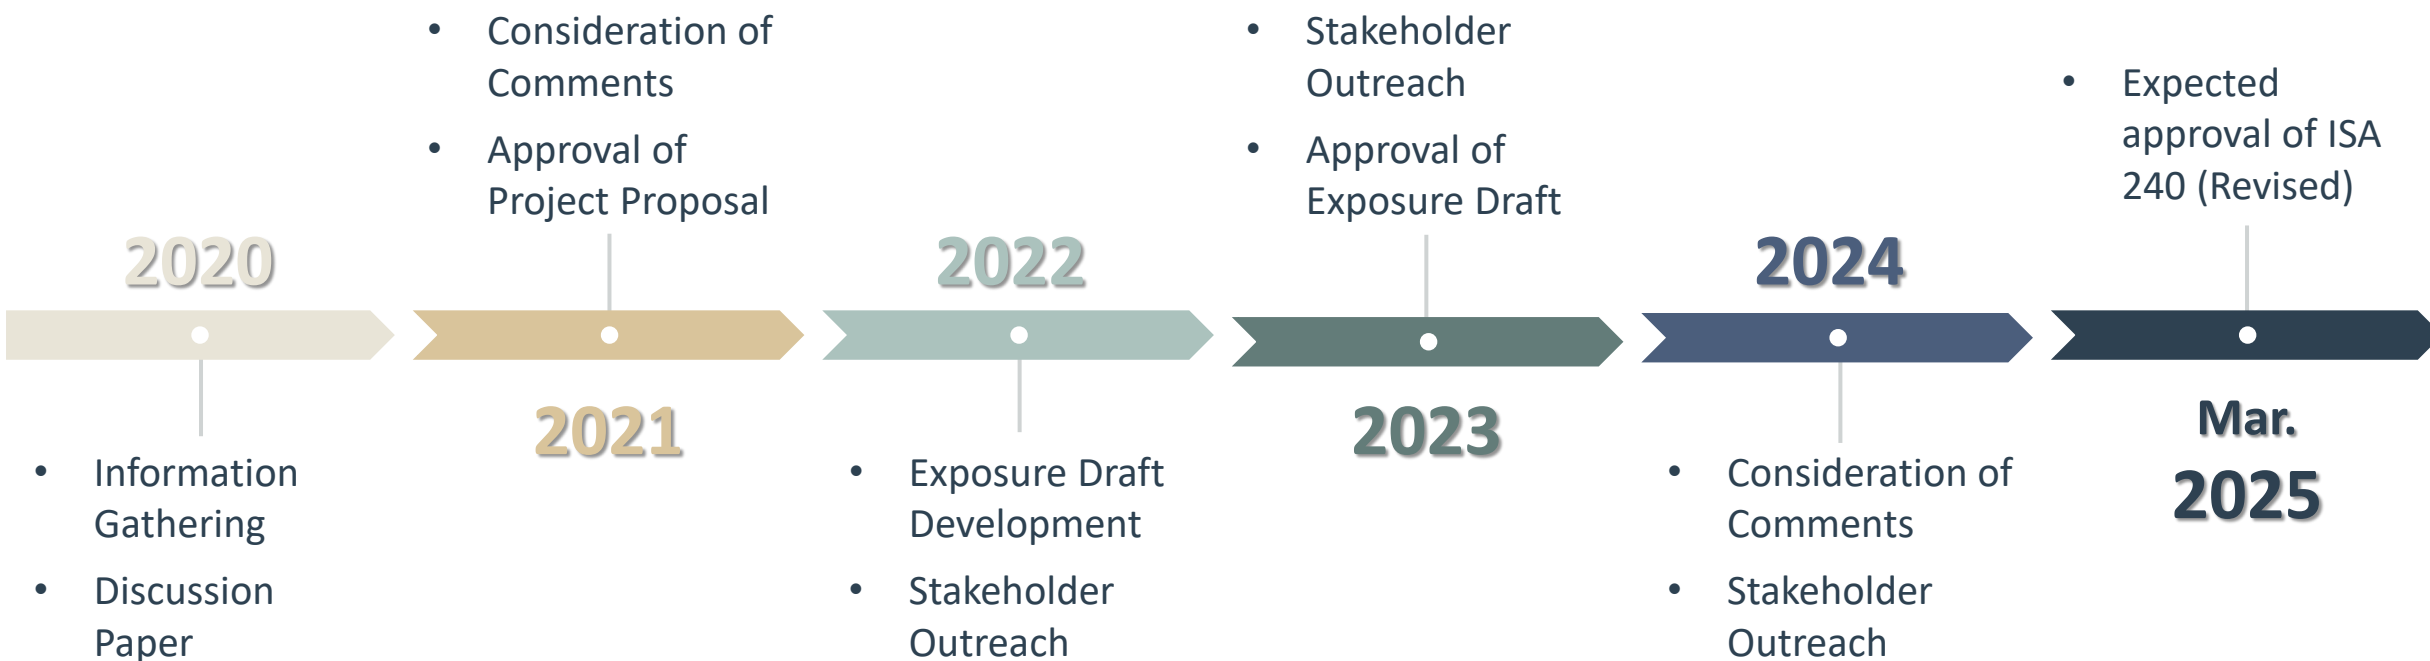 • Consideration of
Comments
• Approval of
Project Proposal
• Stakeholder
Outreach
• Approval of
Exposure Draft
• Expected
approval of ISA
240 (Revised)
2020
2022
2024
2021
2023
Mar.
2025
• Information
Gathering
• Discussion
Paper
• Exposure Draft
Development
• Stakeholder
Outreach
• Consideration of
Comments
• Stakeholder
Outreach